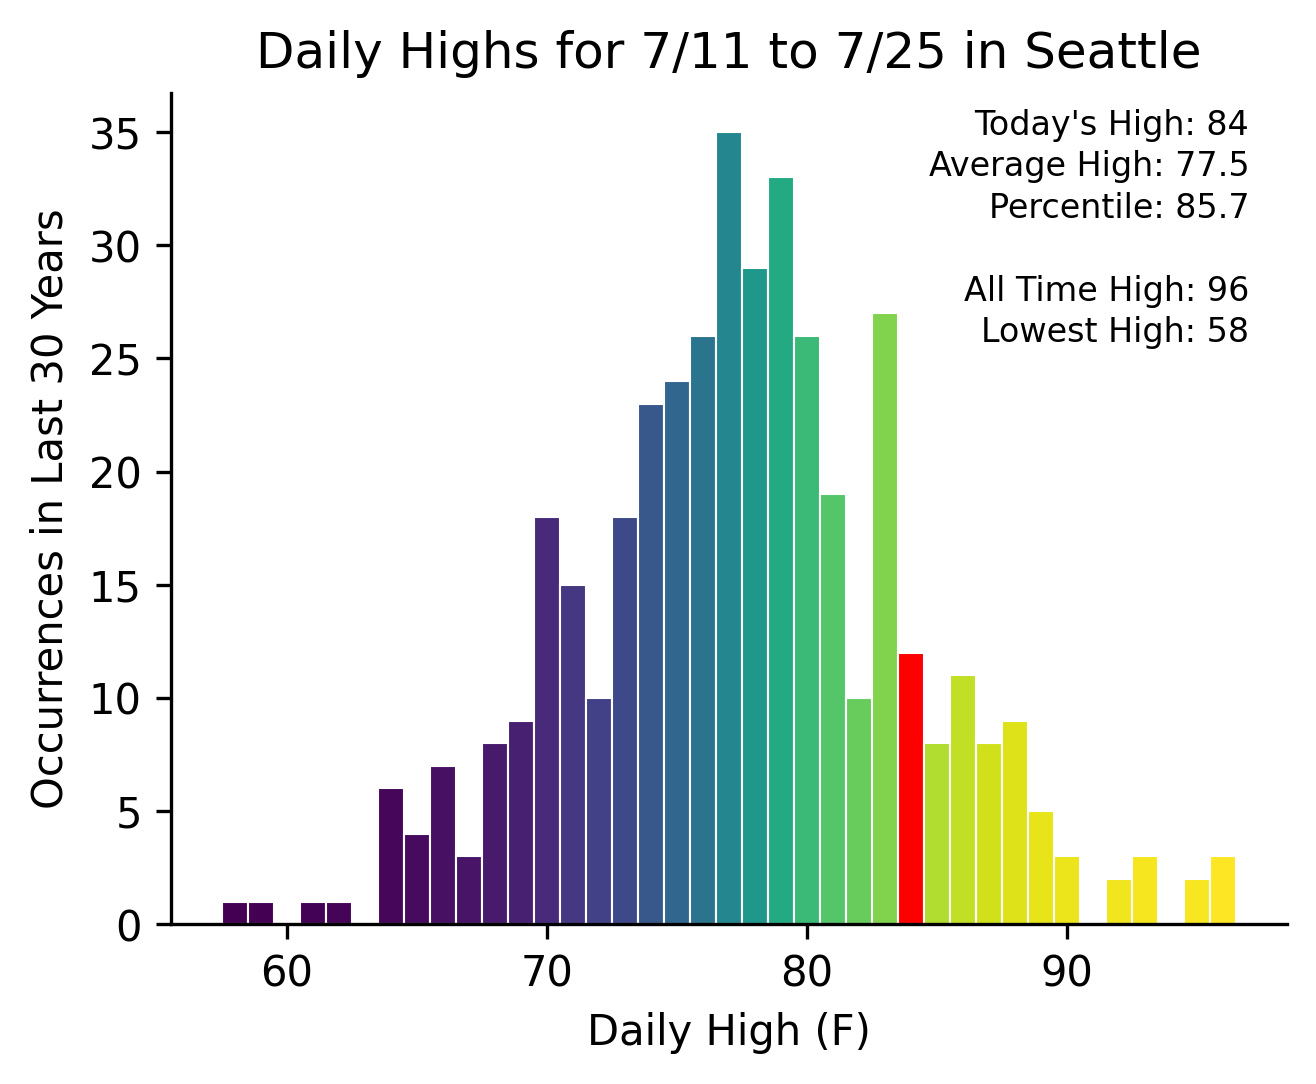 Daily Highs for 7/11 to 7/25 in Seattle
Today's High: 84
Average High: 77.5
Percentile: 85.7
All Time High: 96
Lowest High: 58
Occurrences in Last 30 Years
35
30
25
20
15
10
5
0
60
70
80
90
Daily High (F)